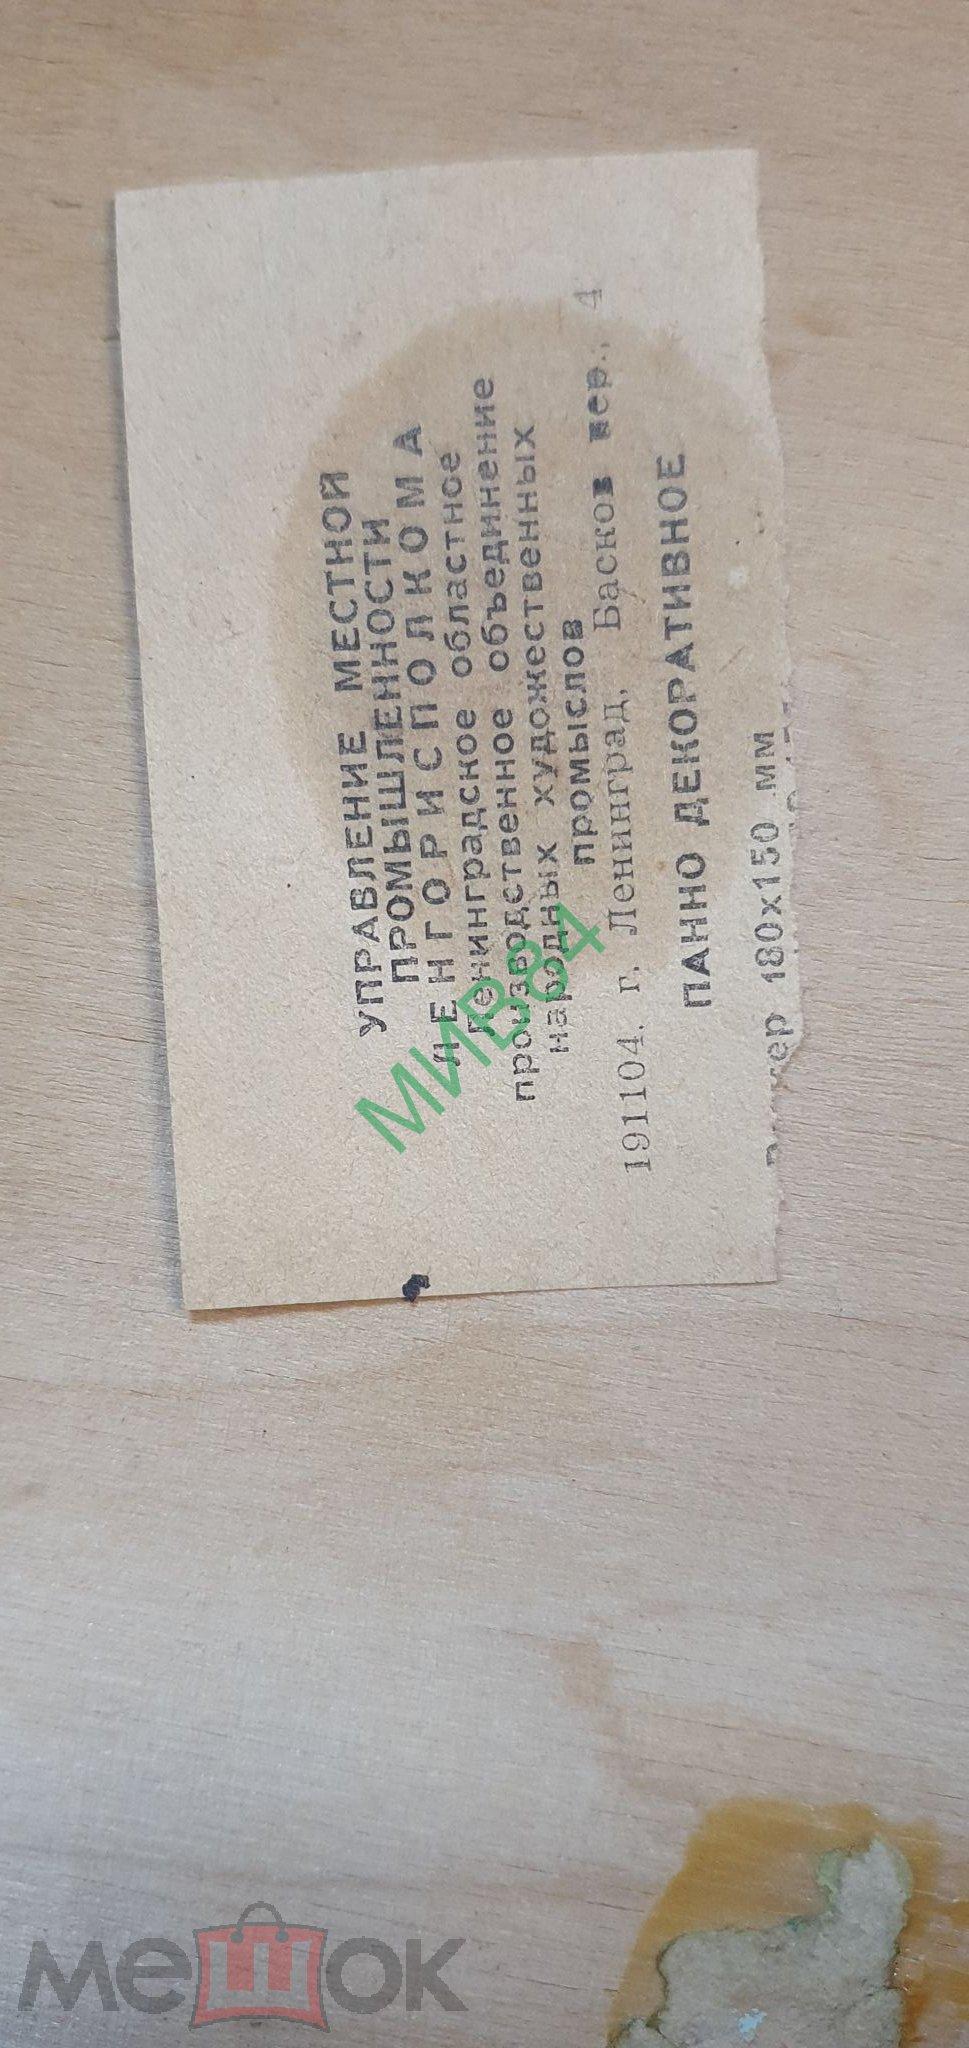 УПРАВЛЕНИЕ МЕСТНОЙ
ПРОМЫШЛЕННОСТИ
ЛЕНГОРИСПОЛКОМА
Ленинградское областное
производственное объединение
народных художественных
промыслов
191104. г. Ленинград, Басков пер., 4
ПАННО ДЕКОРАТИВНОЕ
180х150 мм
МИВ84
мешок